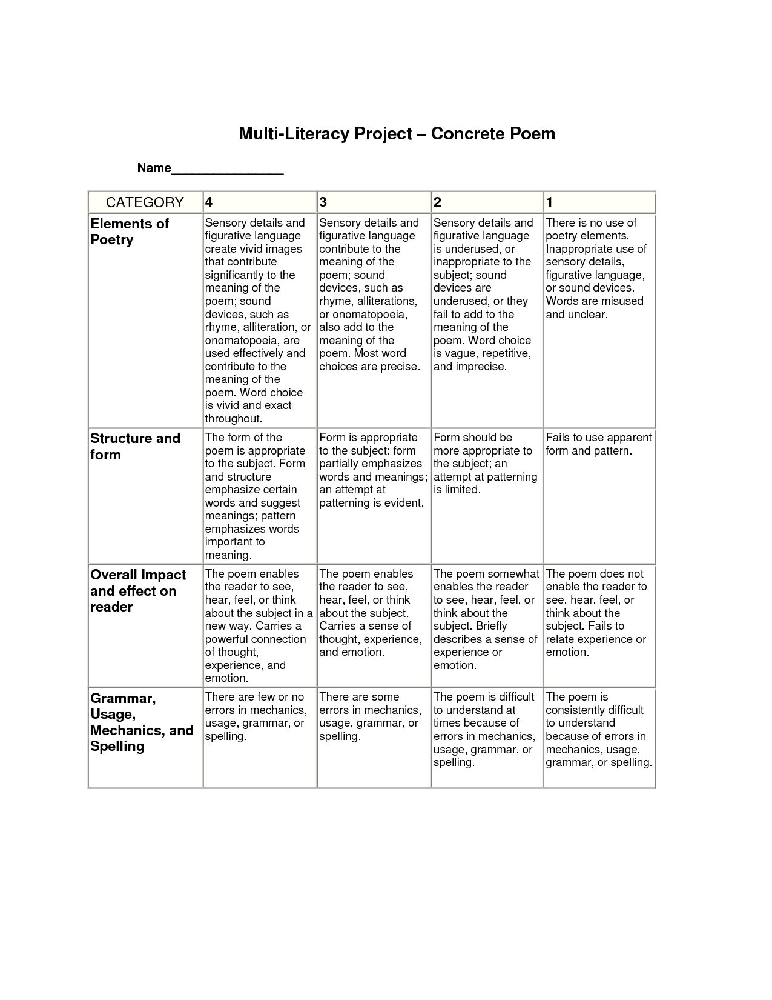 Multi-Literacy Project – Concrete Poem
Name________________
CATEGORY 4 3 2 1
Elements of
Poetry
Sensory details and
figurative language
create vivid images
that contribute
significantly to the
meaning of the
poem; sound
devices, such as
rhyme, alliteration, or
onomatopoeia, are
used effectively and
contribute to the
meaning of the
poem. Word choice
is vivid and exact
throughout.
Sensory details and
figurative language
contribute to the
meaning of the
poem; sound
devices, such as
rhyme, alliterations,
or onomatopoeia,
also add to the
meaning of the
poem. Most word
choices are precise.
Sensory details and
figurative language
is underused, or
inappropriate to the
subject; sound
devices are
underused, or they
fail to add to the
meaning of the
poem. Word choice
is vague, repetitive,
and imprecise.
There is no use of
poetry elements.
Inappropriate use of
sensory details,
figurative language,
or sound devices.
Words are misused
and unclear.
Structure and
form
The form of the
poem is appropriate
to the subject. Form
and structure
emphasize certain
words and suggest
meanings; pattern
emphasizes words
important to
meaning.
Form is appropriate
to the subject; form
partially emphasizes
words and meanings;
an attempt at
patterning is evident.
Form should be
more appropriate to
the subject; an
attempt at patterning
is limited.
Fails to use apparent
form and pattern.
Overall Impact
and effect on
reader
The poem enables
the reader to see,
hear, feel, or think
about the subject in a
new way. Carries a
powerful connection
of thought,
experience, and
emotion.
The poem enables
the reader to see,
hear, feel, or think
about the subject.
Carries a sense of
thought, experience,
and emotion.
The poem somewhat
enables the reader
to see, hear, feel, or
think about the
subject. Briefly
describes a sense of
experience or
emotion.
The poem does not
enable the reader to
see, hear, feel, or
think about the
subject. Fails to
relate experience or
emotion.
Grammar,
Usage,
Mechanics, and
Spelling
There are few or no
errors in mechanics,
usage, grammar, or
spelling.
There are some
errors in mechanics,
usage, grammar, or
spelling.
The poem is difficult
to understand at
times because of
errors in mechanics,
usage, grammar, or
spelling.
The poem is
consistently difficult
to understand
because of errors in
mechanics, usage,
grammar, or spelling.